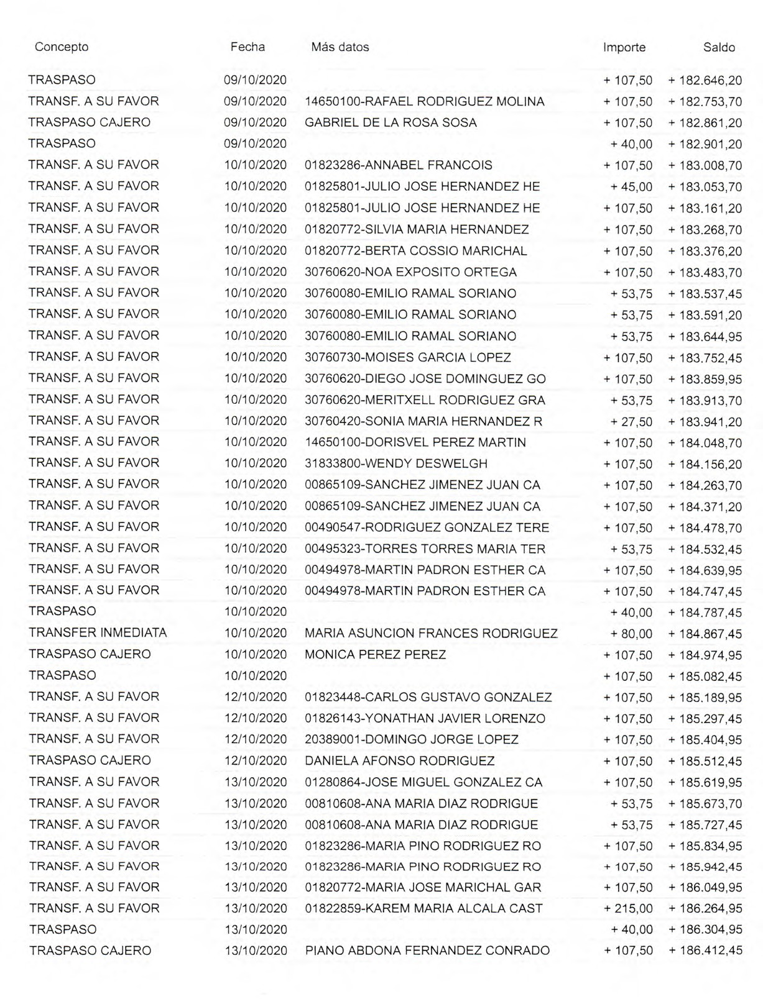 Concepto Fecha Más datos Importe Saldo
TRASPASO 09/10/2020 + 107,50 + 182.646,20
TRANSF. A SU FAVOR 09/10/2020 14650100-RAFAEL RODRIGUEZ MOLINA + 107,50 + 182.753,70
TRASPASO CAJERO 09/10/2020 GABRIEL DE LA ROSA SOSA + 107,50 + 182.861,20
TRASPASO 09/10/2020 + 40,00 + 182.901,20
TRANSF. A SU FAVOR 10/10/2020 01823286-ANNABEL FRANCOIS + 107,50 + 183.008,70
TRANSF. A SU FAVOR 10/10/2020 01825801-JULIO JOSE HERNANDEZ HE + 45,00 + 183.053,70
TRANSF. A SU FAVOR 10/10/2020 01825801-JULIO JOSE HERNANDEZ HE + 107,50 + 183.161,20
TRANSF. A SU FAVOR 10/10/2020 01820772-SILVIA MARIA HERNANDEZ + 107,50 + 183.268,70
TRANSF. A SU FAVOR 10/10/2020 01820772-BERTA COSSIO MARICHAL + 107,50 + 183.376,20
TRANSF. A SU FAVOR 10/10/2020 30760620-NOA EXPOSITO ORTEGA + 107,50 + 183.483,70
TRANSF. A SU FAVOR 10/10/2020 30760080-EMILIO RAMAL SORIANO + 53,75 + 183.537,45
TRANSF. A SU FAVOR 10/10/2020 30760080-EMILIO RAMAL SORIANO + 53,75 + 183.591,20
TRANSF. A SU FAVOR 10/10/2020 30760080-EMILIO RAMAL SORIANO + 53,75 + 183.644,95
TRANSF. A SU FAVOR 10/10/2020 30760730-MOISES GARCIA LOPEZ + 107,50 + 183.752,45
TRANSF. A SU FAVOR 10/10/2020 30760620-DIEGO JOSE DOMINGUEZ GO + 107,50 + 183.859,95
TRANSF. A SU FAVOR 10/10/2020 30760620-MERITXELL RODRIGUEZ GRA + 53,75 + 183.913,70
TRANSF. A SU FAVOR 10/10/2020 30760420-SONIA MARIA HERNANDEZ R + 27,50 + 183.941,20
TRANSF. A SU FAVOR 10/10/2020 14650100-DORISVEL PEREZ MARTIN + 107,50 + 184.048,70
TRANSF. A SU FAVOR 10/10/2020 31833800-WENDY DESWELGH + 107,50 + 184.156,20
TRANSF. A SU FAVOR 10/10/2020 00865109-SANCHEZ JIMENEZ JUAN CA + 107,50 + 184.263,70
TRANSF. A SU FAVOR 10/10/2020 00865109-SANCHEZ JIMENEZ JUAN CA + 107,50 + 184.371,20
TRANSF. A SU FAVOR 10/10/2020 00490547-RODRIGUEZ GONZALEZ TERE + 107,50 + 184.478,70
TRANSF. A SU FAVOR 10/10/2020 00495323-TORRES TORRES MARIA TER + 53,75 + 184.532,45
TRANSF. A SU FAVOR 10/10/2020 00494978-MARTIN PADRON ESTHER CA + 107,50 + 184.639,95
TRANSF. A SU FAVOR 10/10/2020 00494978-MARTIN PADRON ESTHER CA + 107,50 + 184.747,45
TRASPASO 10/10/2020 + 40,00 + 184.787,45
TRANSFER INMEDIATA 10/10/2020 MARIA ASUNCION FRANCES RODRIGUEZ + 80,00 + 184.867,45
TRASPASO CAJERO 10/10/2020 MONICA PEREZ PEREZ + 107,50 + 184.974,95
TRASPASO 10/10/2020 + 107,50 + 185.082,45
TRANSF. A SU FAVOR 12/10/2020 01823448-CARLOS GUSTAVO GONZALEZ + 107,50 + 185.189,95
TRANSF. A SU FAVOR 12/10/2020 01826143-YONATHAN JAVIER LORENZO + 107,50 + 185.297,45
TRANSF. A SU FAVOR 12/10/2020 20389001-DOMINGO JORGE LOPEZ + 107,50 + 185.404,95
TRASPASO CAJERO 12/10/2020 DANIELA AFONSO RODRIGUEZ + 107,50 + 185.512,45
TRANSF. A SU FAVOR 13/10/2020 01280864-JOSE MIGUEL GONZALEZ CA + 107,50 + 185.619,95
TRANSF. A SU FAVOR 13/10/2020 00810608-ANA MARIA DIAZ RODRIGUE + 53,75 + 185.673,70
TRANSF. A SU FAVOR 13/10/2020 00810608-ANA MARIA DIAZ RODRIGUE + 53,75 + 185.727,45
TRANSF. A SU FAVOR 13/10/2020 01823286-MARIA PINO RODRIGUEZ RO + 107,50 + 185.834,95
TRANSF. A SU FAVOR 13/10/2020 01823286-MARIA PINO RODRIGUEZ RO + 107,50 + 185.942,45
TRANSF. A SU FAVOR 13/10/2020 01820772-MARIA JOSE MARICHAL GAR + 107,50 + 186.049,95
TRANSF. A SU FAVOR 13/10/2020 01822859-KAREM MARIA ALCALA CAST + 215,00 + 186.264,95
TRASPASO 13/10/2020 + 40,00 + 186.304,95
TRASPASO CAJERO 13/10/2020 PIANO ABDONA FERNANDEZ CONRADO + 107,50 + 186.412,45